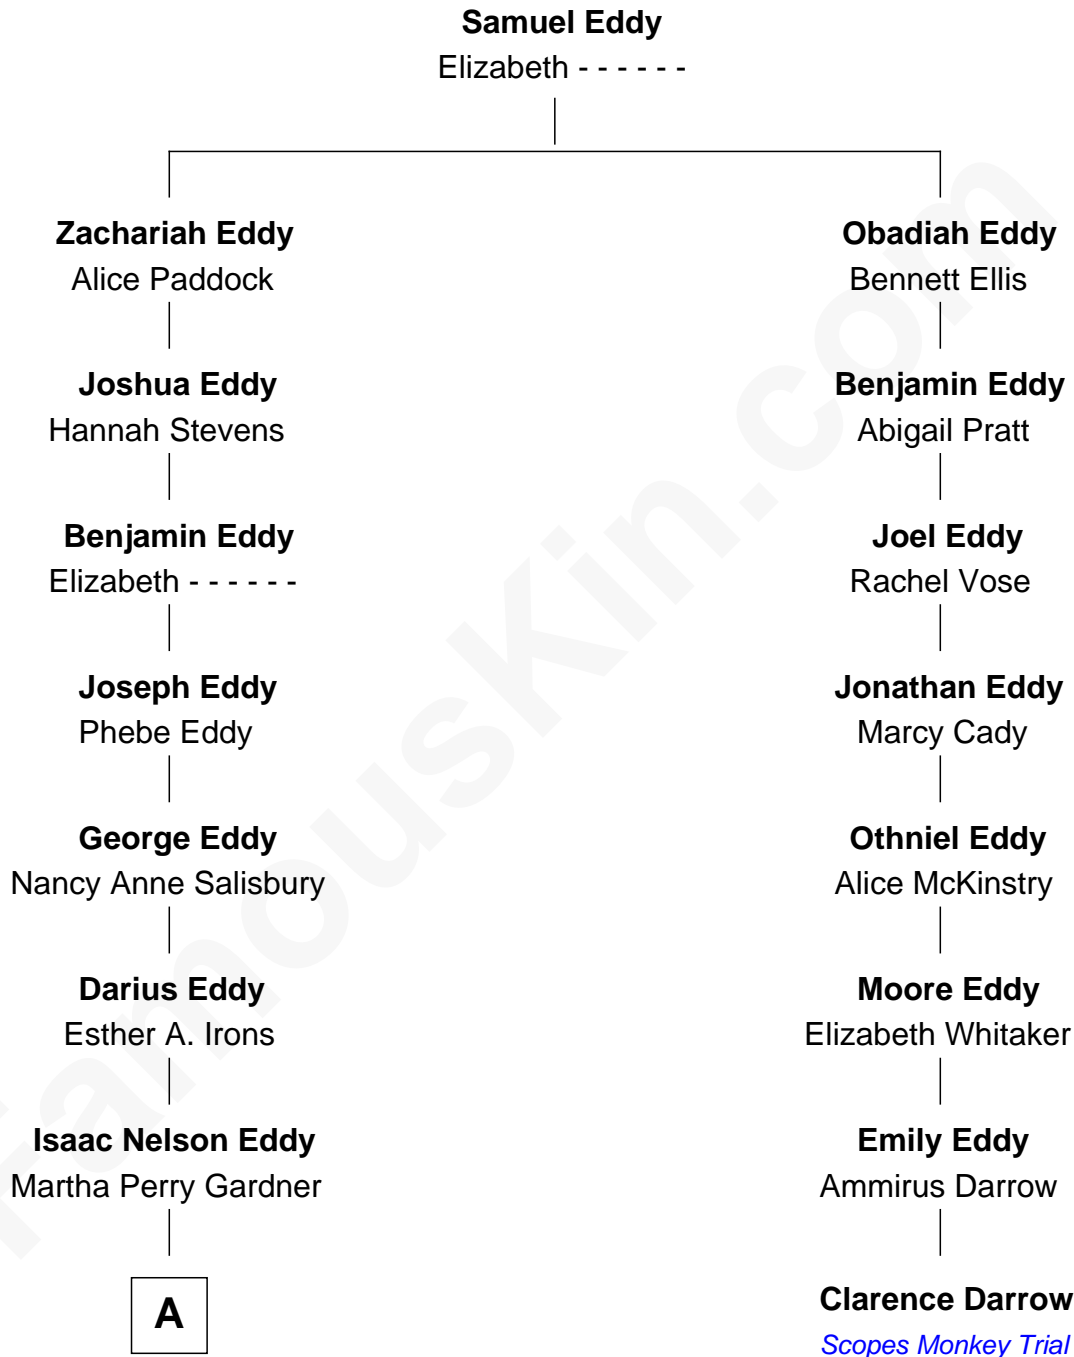 Samuel Eddy
Elizabeth - - - - - -
Zachariah Eddy
Alice Paddock
Obadiah Eddy
Bennett Ellis
Joshua Eddy
Hannah Stevens
Benjamin Eddy
Abigail Pratt
Benjamin Eddy
Elizabeth - - - - - -
Joel Eddy
Rachel Vose
Joseph Eddy
Phebe Eddy
Jonathan Eddy
Marcy Cady
George Eddy
Nancy Anne Salisbury
Othniel Eddy
Alice McKinstry
Darius Eddy
Esther A. Irons
Moore Eddy
Elizabeth Whitaker
Isaac Nelson Eddy
Martha Perry Gardner
Emily Eddy
Ammirus Darrow
A
Clarence Darrow
Scopes Monkey Trial
FamousKin.com